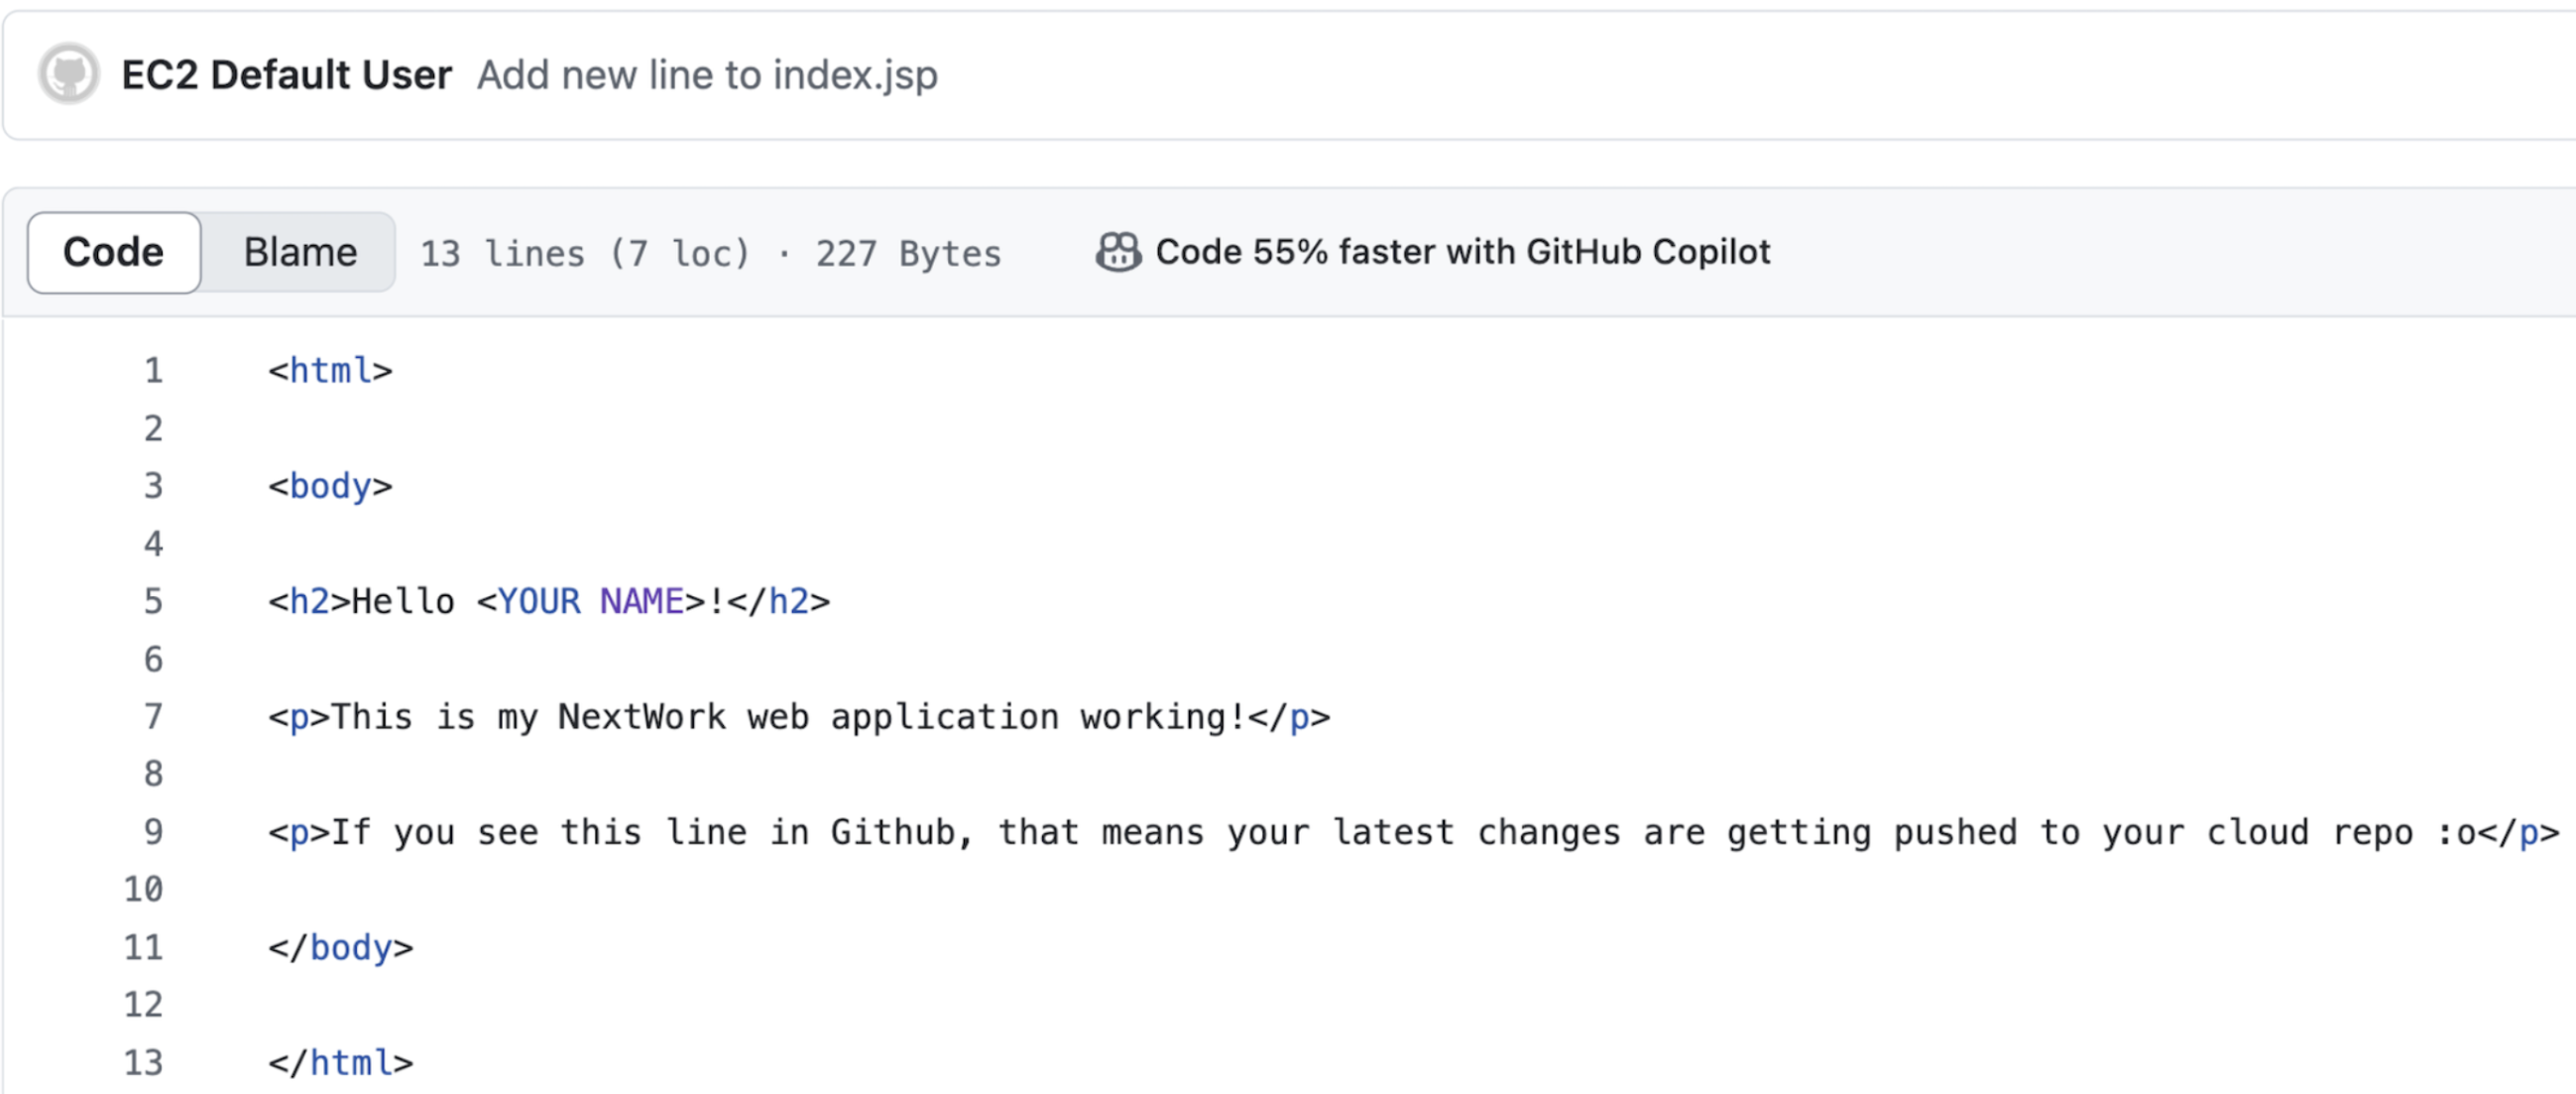 EC2 Default User Add new line to index.jsp
Code Blame 13 lines (7 loc) · 227 Bytes Code 55% faster with GitHub Copilot
1 <html>
2
3 <body>
4
5 <h2>Hello <YOUR NAME>!</h2>
6
7 <p>This is my NextWork web application working!</p>
8
9 <p>If you see this line in Github, that means your latest changes are getting pushed to your cloud repo :o</p>
10
11 </body>
12
13 </html>